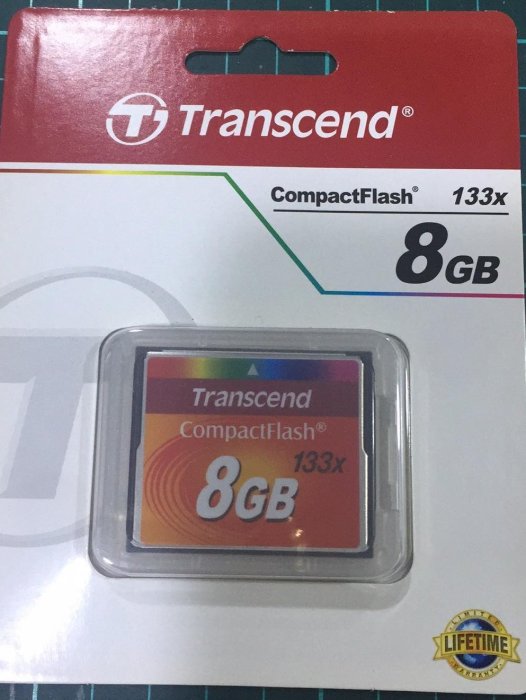 Transcend®
CompactFlash® 133x
8GB
Transcend
CompactFlash®
133x
8GB
LIMITED
LIFETIME
WARRANTY